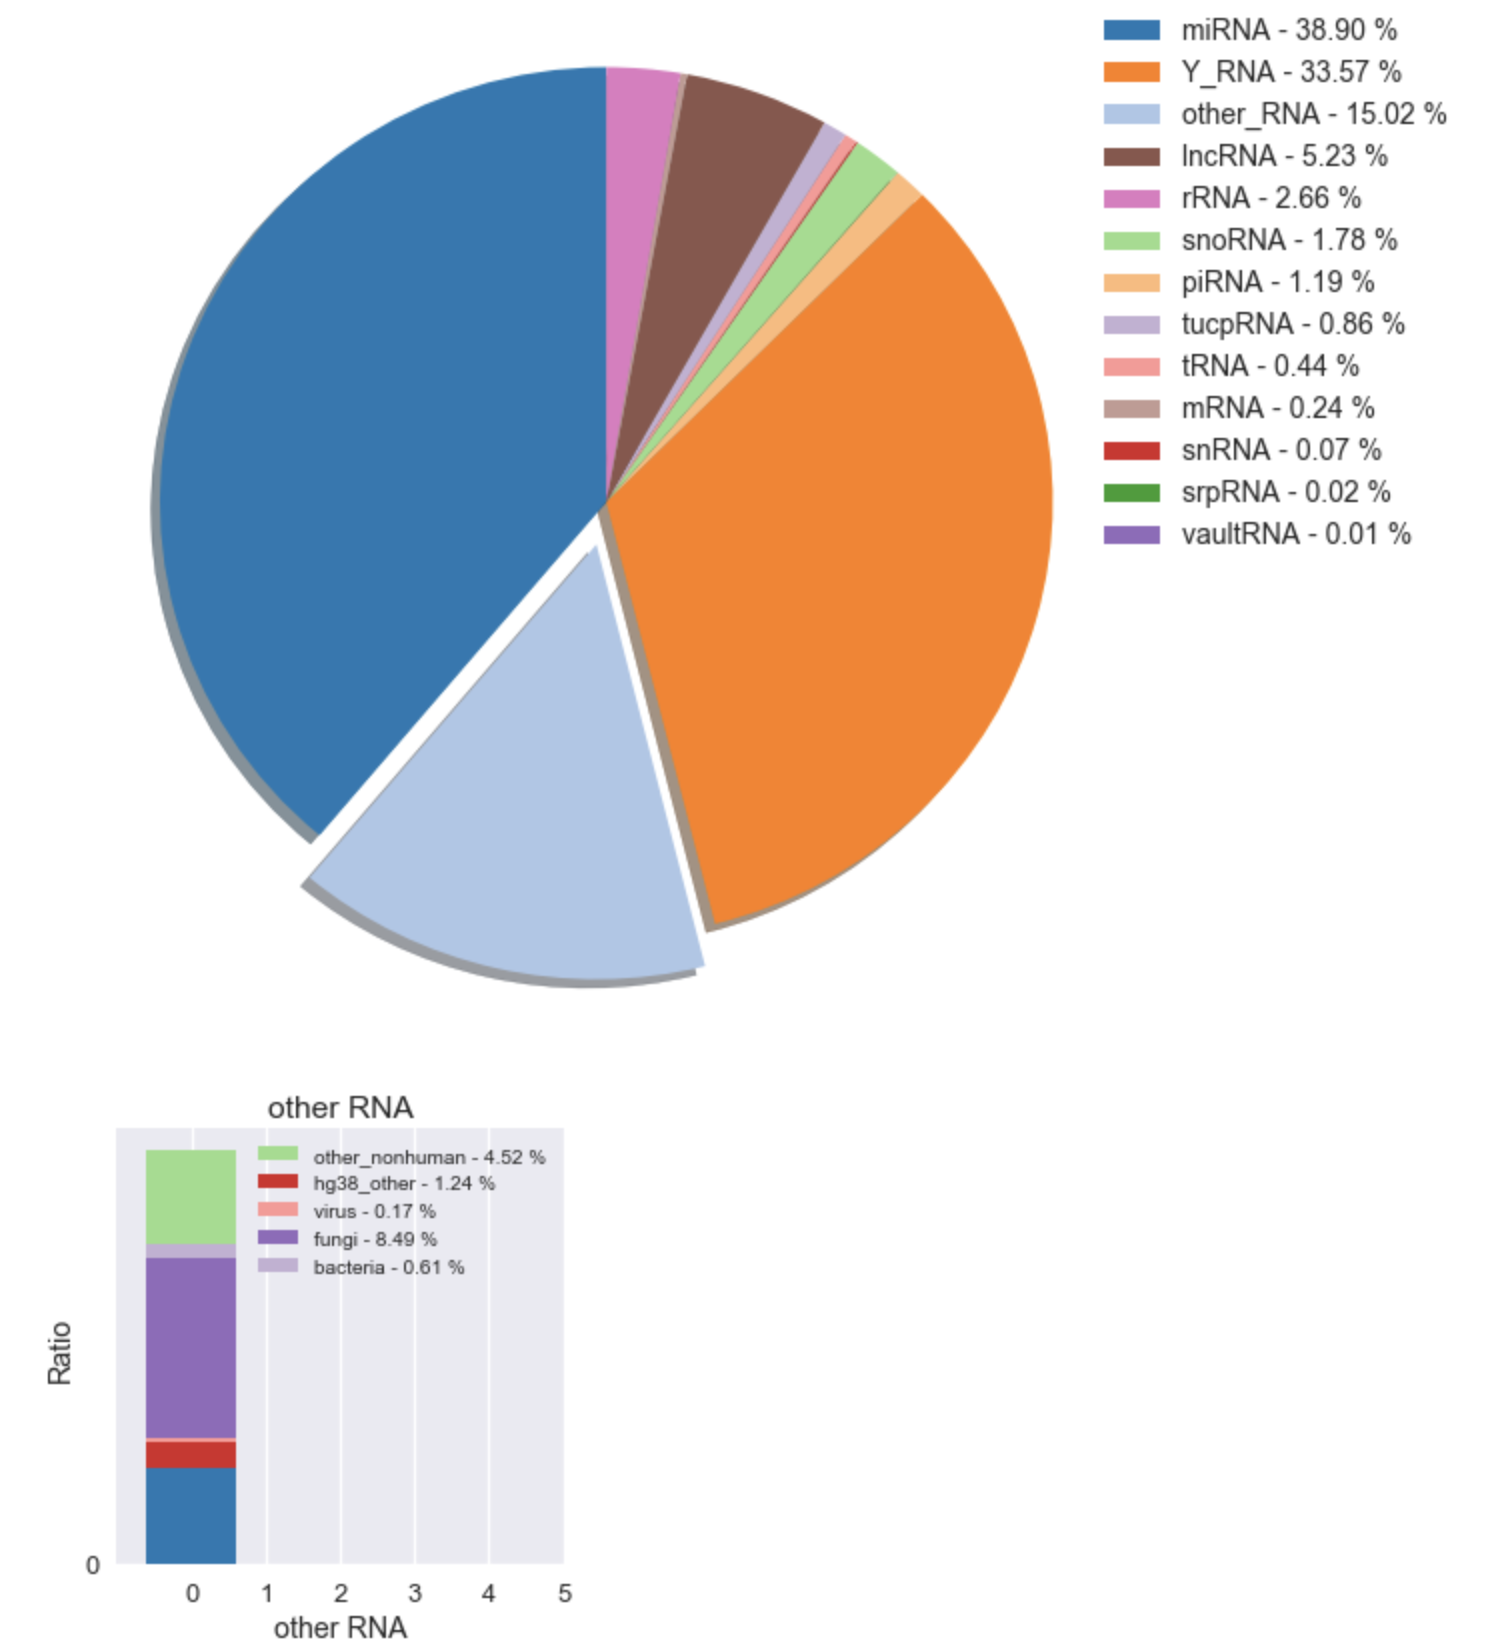 miRNA - 38.90 %
Y_RNA - 33.57 %
other_RNA - 15.02 %
lncRNA - 5.23 %
rRNA - 2.66 %
snoRNA - 1.78 %
piRNA - 1.19 %
tucpRNA - 0.86 %
tRNA - 0.44 %
mRNA - 0.24 %
snRNA - 0.07 %
srpRNA - 0.02 %
vaultRNA - 0.01 %
other RNA
other_nonhuman - 4.52 %
hg38_other - 1.24 %
virus - 0.17 %
fungi - 8.49 %
bacteria - 0.61 %
Ratio
0
0 1 2 3 4 5
other RNA